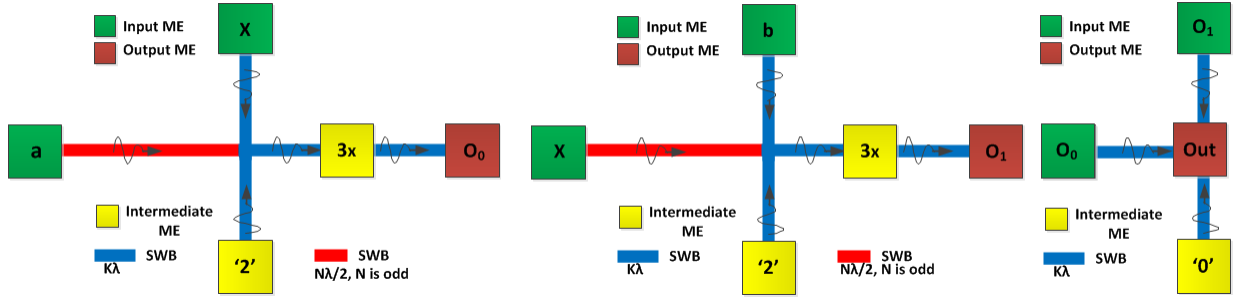 Input ME
Output ME
X
a
3x
O₀
Intermediate
ME
SWB
Kλ
'2'
SWB
Nλ/2, N is odd
Input ME
Output ME
b
X
3x
O₁
Intermediate
ME
SWB
Kλ
'2'
SWB
Nλ/2, N is odd
Input ME
Output ME
O₁
O₀
Out
Intermediate
ME
SWB
Kλ
'0'